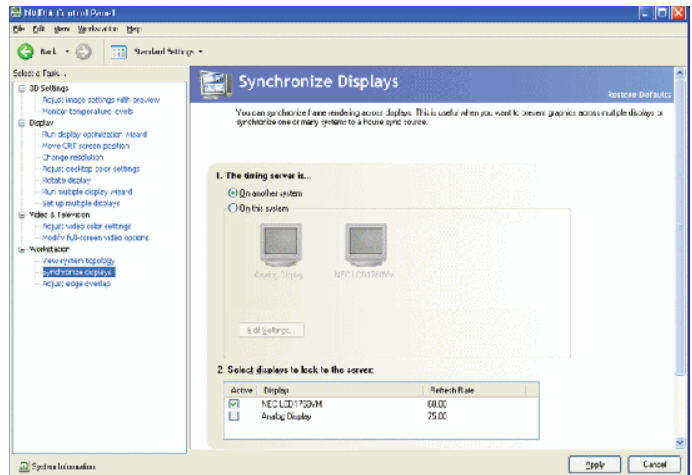 NVIDIA Control Panel
File Edit View Workstation Help
Back Standard Settings
Select a Task...
3D Settings
Adjust image settings with preview
Monitor temperature levels
Display
Run display optimization wizard
Move CRT screen position
Change resolution
Adjust desktop color settings
Rotate display
Run multiple display wizard
Set up multiple displays
Video & Television
Adjust video color settings
Modify full-screen video options
Workstation
View system topology
Synchronize displays
Adjust edge overlap
System Information
Synchronize Displays
Restore Defaults
You can synchronize frame rendering across displays. This is useful when you want to present graphics across multiple displays or
synchronize one or many systems to a house sync source.
1. The timing server is...
On another system
On this system
Analog Display NEC LCD1760VM
Edit Settings...
2. Select displays to lock to the server:
Active Display Refresh Rate
NEC LCD1760VM 60.00
Analog Display 75.00
Apply Cancel